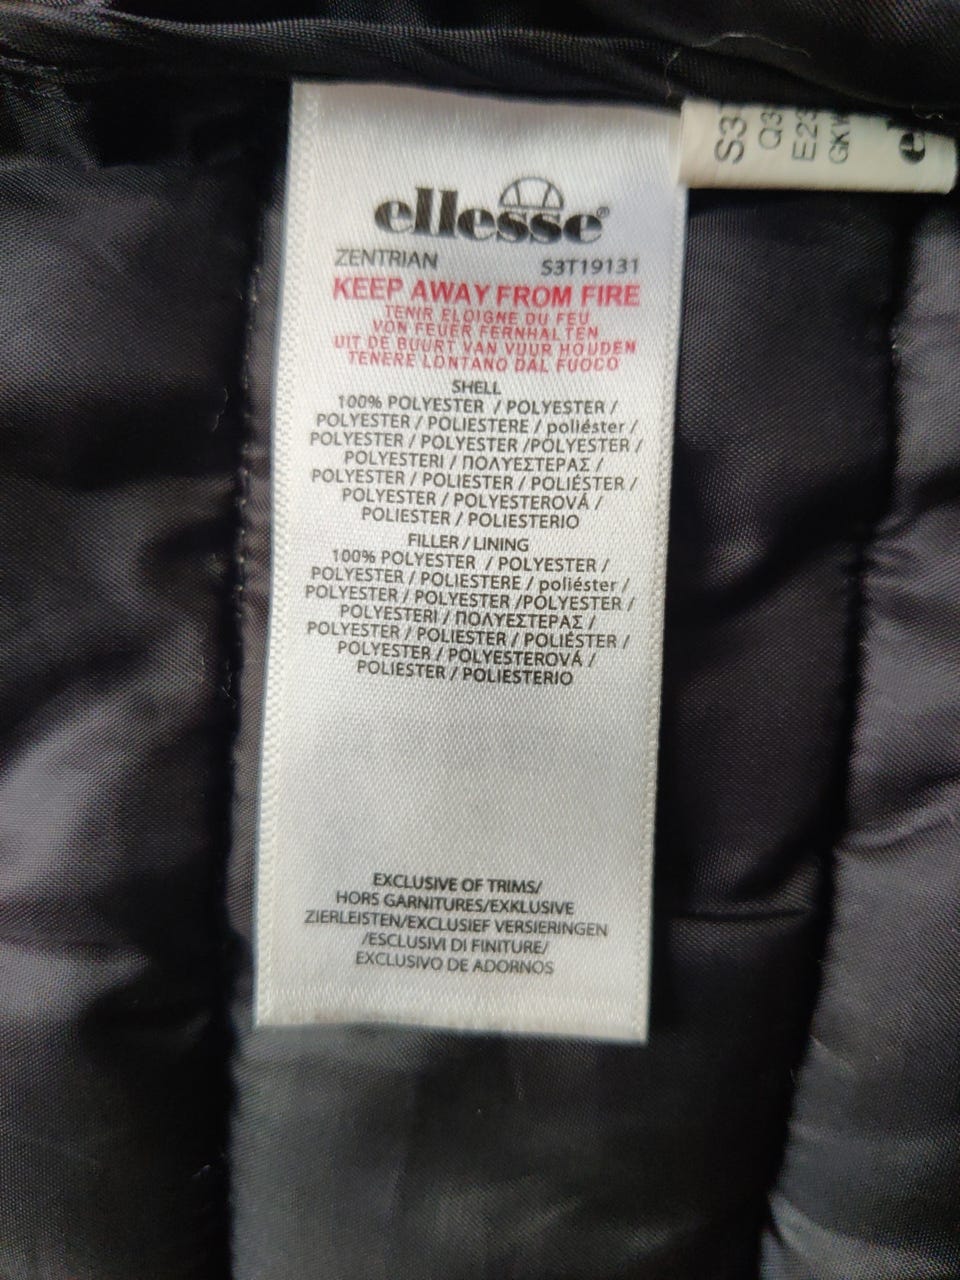 ellesse®
ZENTRIAN S3T19131
KEEP AWAY FROM FIRE
TENIR ELOIGNE DU FEU
VON FEUER FERNHALTEN
UIT DE BUURT VAN VUUR HOUDEN
TENERE LONTANO DAL FUOCO
SHELL
100% POLYESTER / POLYESTER /
POLYESTER / POLIESTERE / poliéster /
POLYESTER / POLYESTER /POLYESTER /
POLYESTERI / ΠΟΛΥΕΣΤΕΡΑΣ /
POLYESTER / POLIESTER / POLIÉSTER /
POLYESTER / POLYESTEROVÁ /
POLIESTER / POLIESTERIO
FILLER / LINING
100% POLYESTER / POLYESTER /
POLYESTER / POLIESTERE / poliéster /
POLYESTER / POLYESTER /POLYESTER /
POLYESTERI / ΠΟΛΥΕΣΤΕΡΑΣ /
POLYESTER / POLIESTER / POLIÉSTER /
POLYESTER / POLYESTEROVÁ /
POLIESTER / POLIESTERIO
EXCLUSIVE OF TRIMS/
HORS GARNITURES/EXKLUSIVE
ZIERLEISTEN/EXCLUSIEF VERSIERINGEN
/ESCLUSIVI DI FINITURE/
EXCLUSIVO DE ADORNOS
S3
Q3
E23
GK